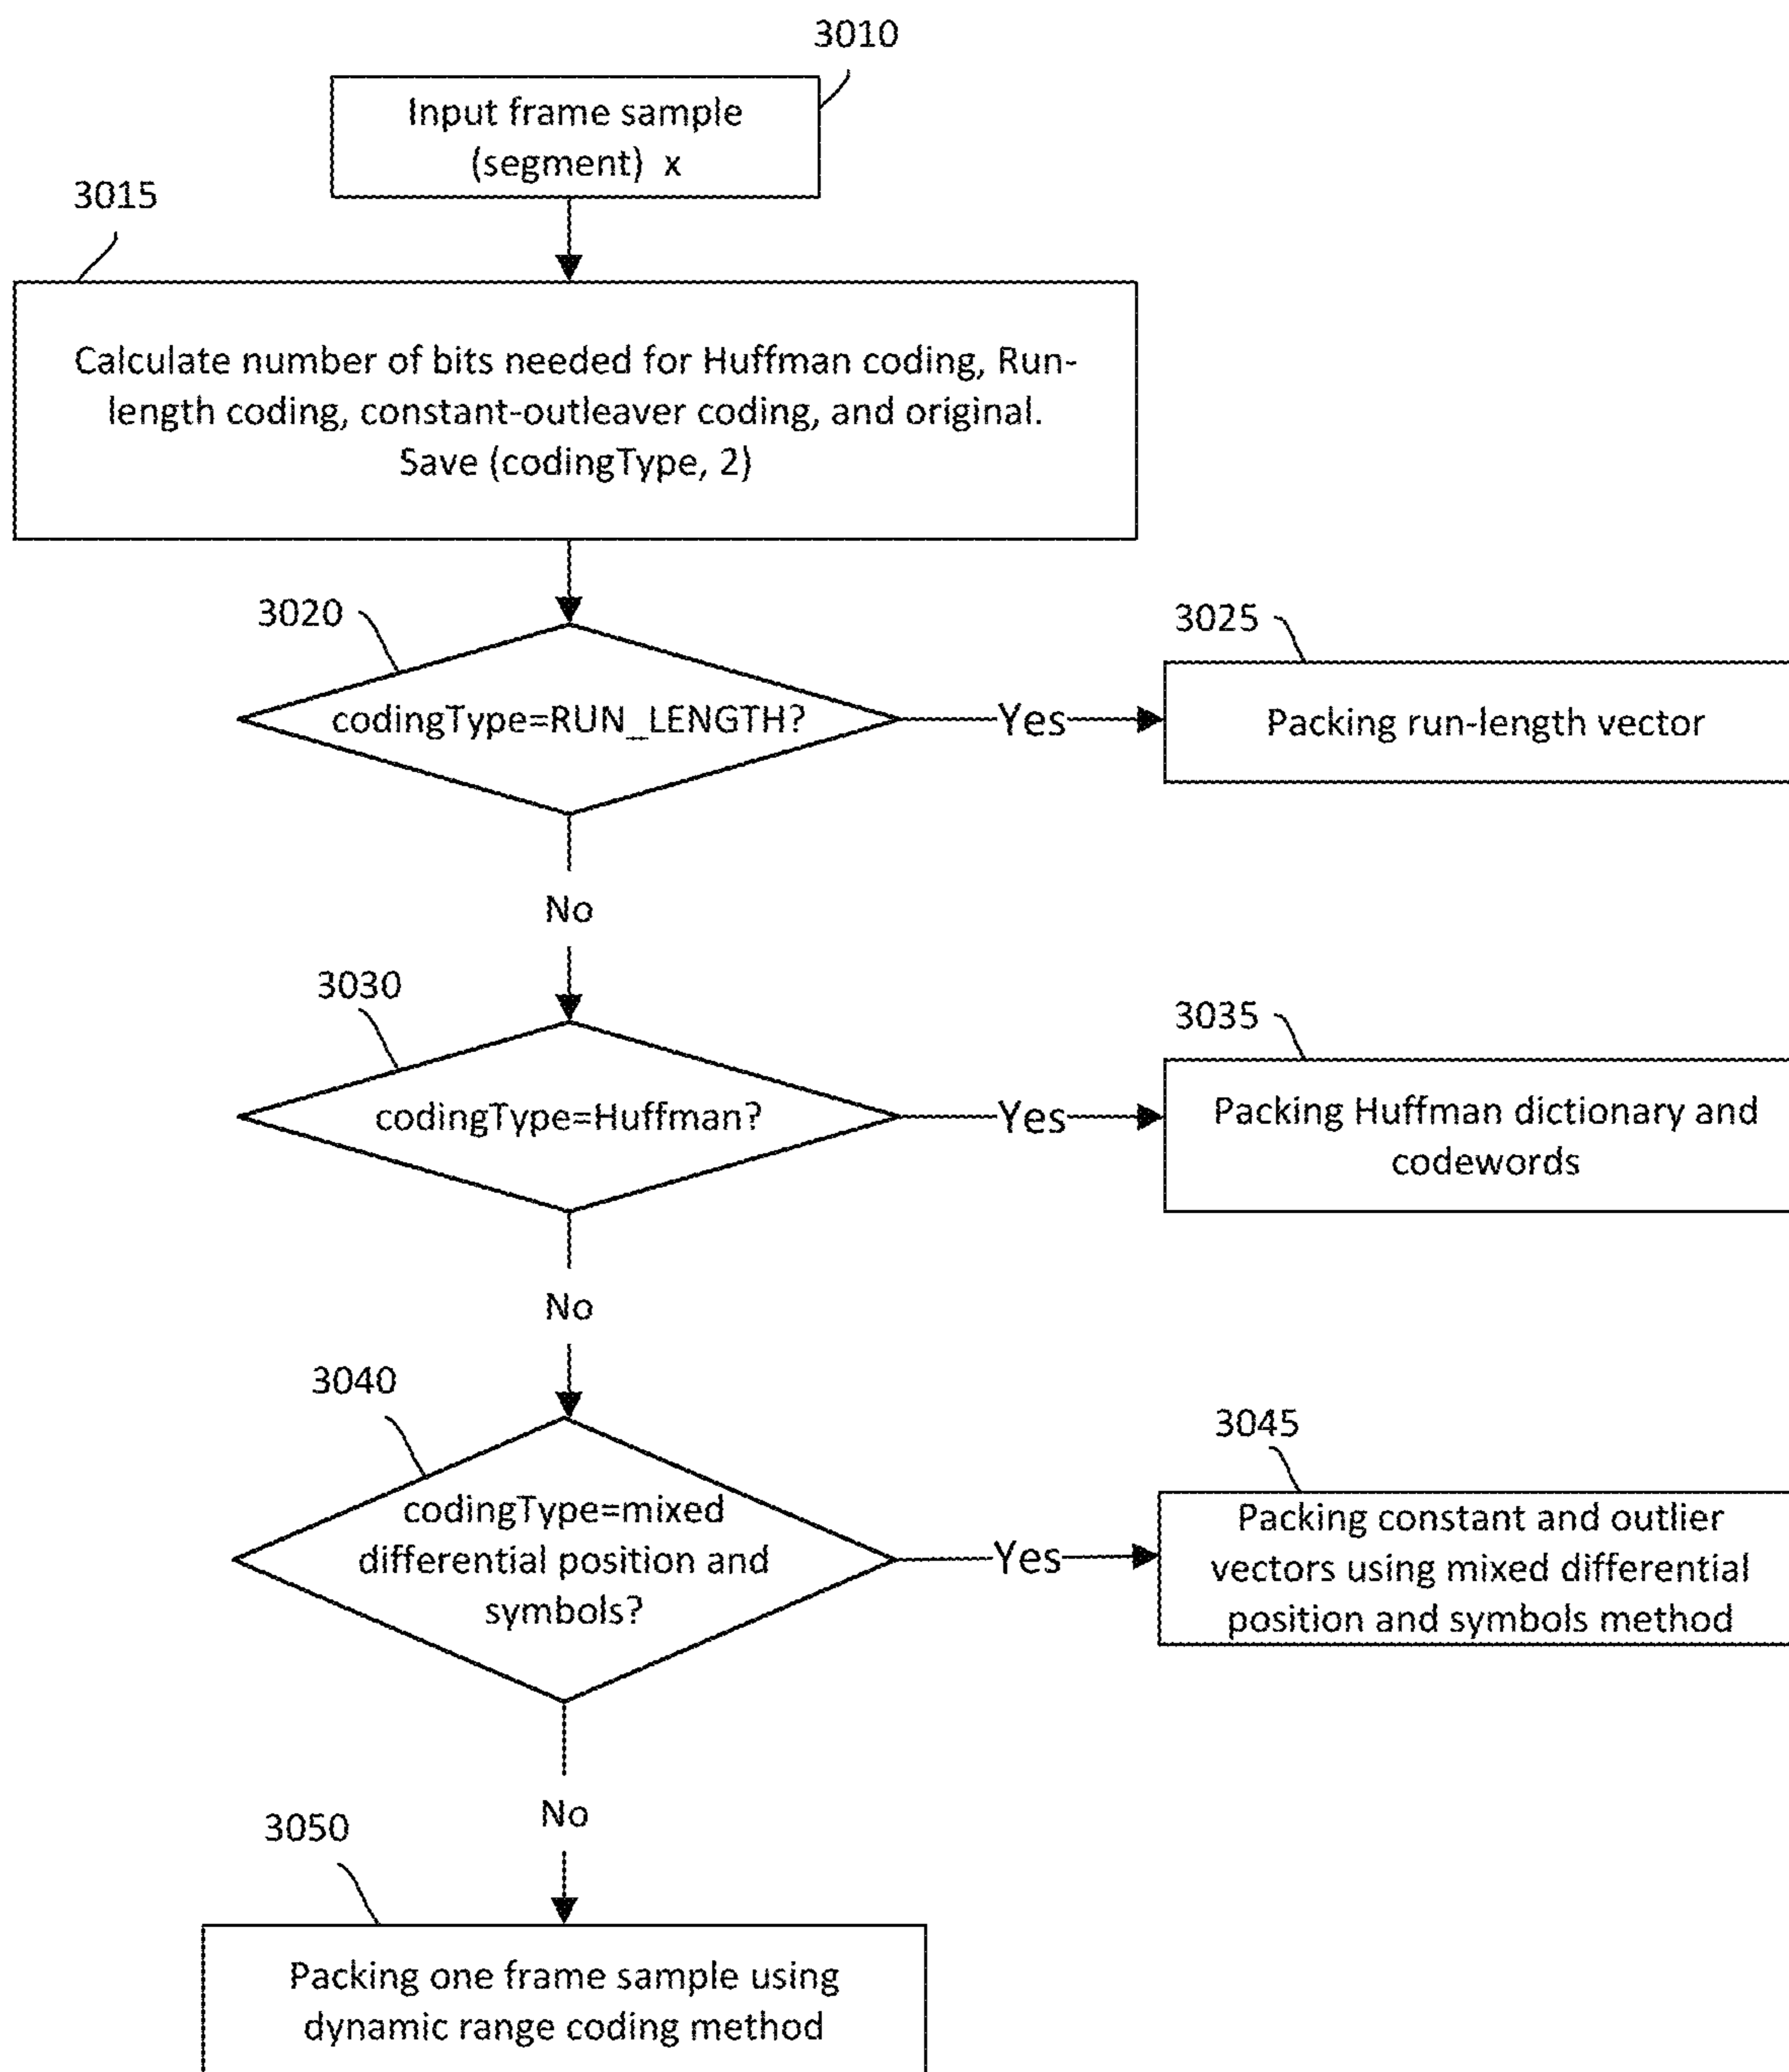 3010
Input frame sample
(segment) x
3015
Calculate number of bits needed for Huffman coding, Run-
length coding, constant-outleaver coding, and original.
Save (codingType, 2)
3020
codingType=RUN_LENGTH?
Yes
3025
Packing run-length vector
No
3030
codingType=Huffman?
Yes
3035
Packing Huffman dictionary and
codewords
No
3040
codingType=mixed
differential position and
symbols?
Yes
3045
Packing constant and outlier
vectors using mixed differential
position and symbols method
No
3050
Packing one frame sample using
dynamic range coding method